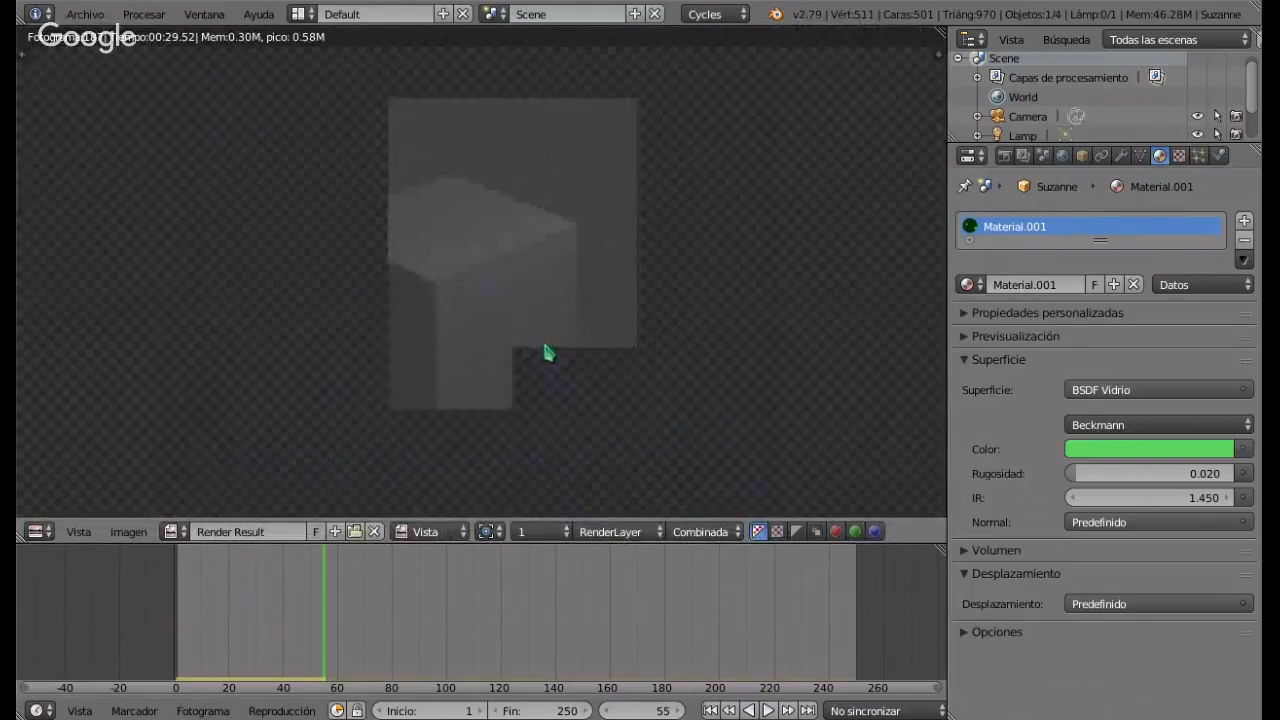 Archivo Procesar Ventana Ayuda Default Scene Cycles v2.79 | Vért:511 | Caras:501 | Triáng:970 | Objetos:1/4 | Lámp:0/1 | Mem:46.28M | Suzanne
Google
00:29.52| Mem:0.30M, pico: 0.58M
Vista Búsqueda Todas las escenas
Scene
Capas de procesamiento
World
Camera
Lamp
Suzanne Material.001
Material.001
Material.001 F Datos
Propiedades personalizadas
Previsualización
Superficie
Superficie: BSDF Vidrio
Beckmann
Color:
Rugosidad: 0.020
IR: 1.450
Normal: Predefinido
Volumen
Desplazamiento
Desplazamiento: Predefinido
Opciones
Vista Imagen Render Result F Vista 1 RenderLayer Combinada
-40 -20 0 20 40 60 80 100 120 140 160 180 200 220 240 260
Vista Marcador Fotograma Reproducción Inicio: 1 Fin: 250 55 No sincronizar